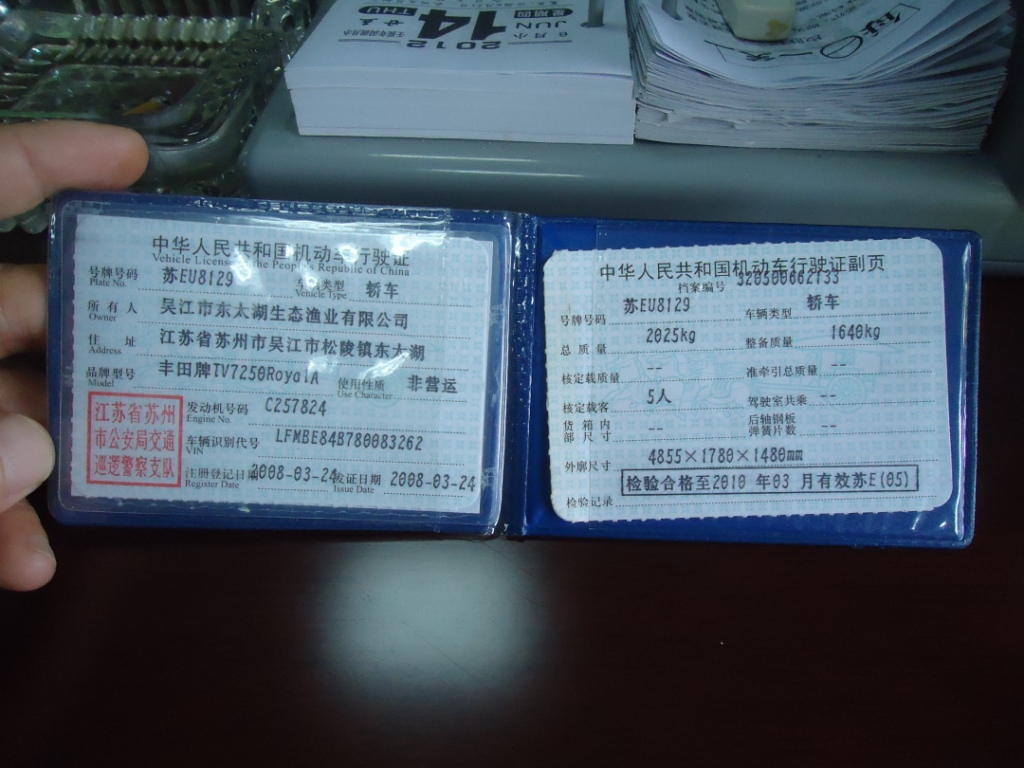 14 THU
星期四
JUN
2012
6月小
中华人民共和国机动车行驶证
Vehicle License of the People's Republic of China
号牌号码 苏EU8129 车辆类型 轿车
Plate No. Vehicle Type
所有人 吴江市东太湖生态渔业有限公司
Owner
住址 江苏省苏州市吴江市松陵镇东太湖
Address
品牌型号 丰田牌TV7250RoyalA 使用性质 非营运
Model Use Character
江苏省苏州
市公安局交通
巡逻警察支队
发动机号码 C257824
Engine No.
车辆识别代号 LFMBE84B780083262
VIN
注册登记日期 2008-03-24 发证日期 2008-03-24
Register Date Issue Date
中华人民共和国机动车行驶证副页
档案编号 320500662733
号牌号码 苏EU8129 车辆类型 轿车
总质量 2025kg 整备质量 1640kg
核定载质量 -- 准牵引总质量 --
核定载客 5人 驾驶室共乘 --
货箱内部尺寸 -- 后轴钢板弹簧片数 --
外廓尺寸 4855×1780×1480mm
检验合格至2010 年03 月有效苏E(05)
检验记录